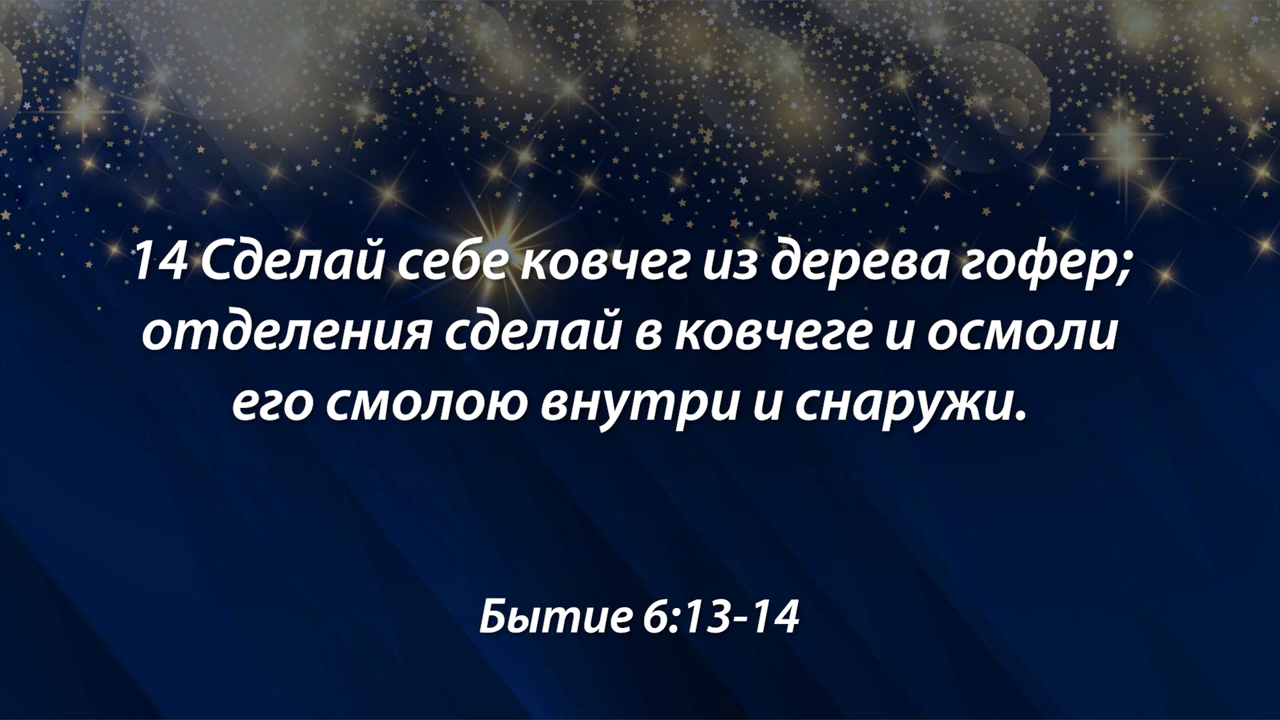 14 Сделай себе ковчег из дерева гофер;
отделения сделай в ковчеге и осмоли
его смолою внутри и снаружи.
Бытие 6:13-14